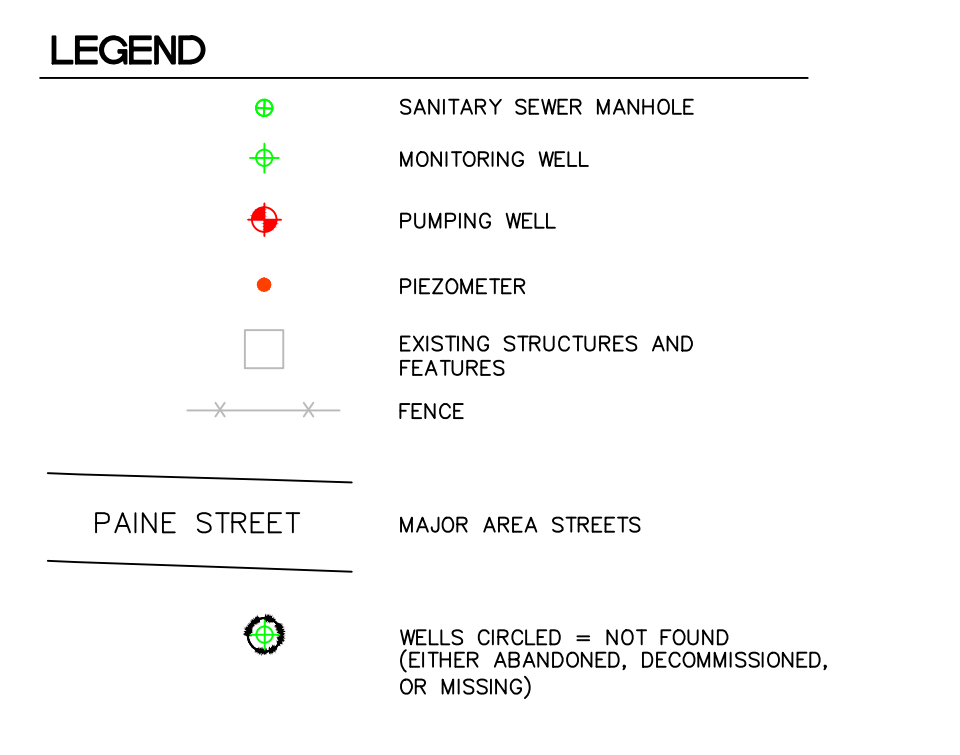 LEGEND
SANITARY SEWER MANHOLE
MONITORING WELL
PUMPING WELL
PIEZOMETER
EXISTING STRUCTURES AND
FEATURES
FENCE
PAINE STREET
MAJOR AREA STREETS
WELLS CIRCLED = NOT FOUND
(EITHER ABANDONED, DECOMMISSIONED,
OR MISSING)